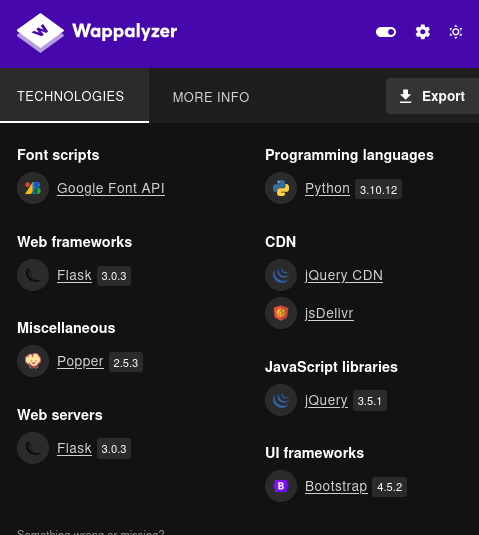 Wappalyzer
TECHNOLOGIES
MORE INFO
Export
Font scripts
Google Font API
Web frameworks
Flask 3.0.3
Miscellaneous
Popper 2.5.3
Web servers
Flask 3.0.3
Programming languages
Python 3.10.12
CDN
jQuery CDN
jsDelivr
JavaScript libraries
jQuery 3.5.1
UI frameworks
B
Bootstrap 4.5.2
Something wrong or missing?